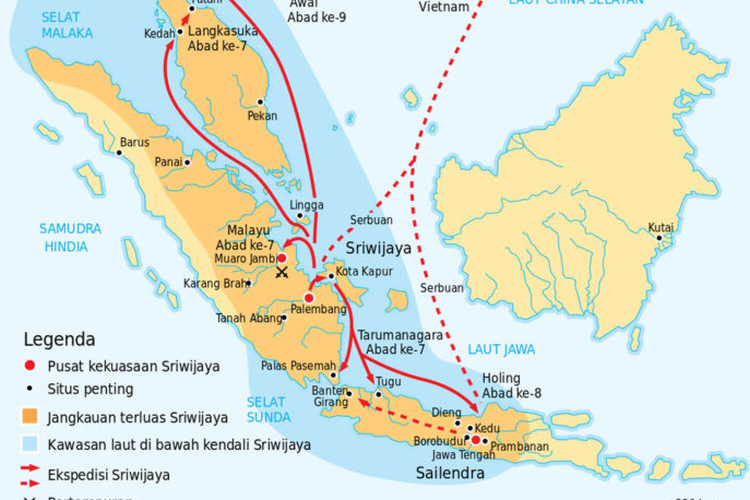 Awal
Abad ke-9
Vietnam
LAUT CHINA SELATAN
Patani
SELAT
MALAKA
Kedah
Langkasuka
Abad ke-7
Pekan
Barus
Panai
Lingga
Serbuan
Kutai
SAMUDRA
HINDIA
Malayu
Abad ke-7
Muaro Jambi
Sriwijaya
Kota Kapur
Karang Brahi
Serbuan
Palembang
Tanah Abang
Tarumanagara
Abad ke-7
LAUT JAWA
Palas Pasemah
Tugu
Holing
Abad ke-8
Banten
Girang
SELAT
SUNDA
Dieng
Kedu
Borobudur
Prambanan
Jawa Tengah
Sailendra
Legenda
Pusat kekuasaan Sriwijaya
Situs penting
Jangkauan terluas Sriwijaya
Kawasan laut di bawah kendali Sriwijaya
Ekspedisi Sriwijaya
Pertempuran